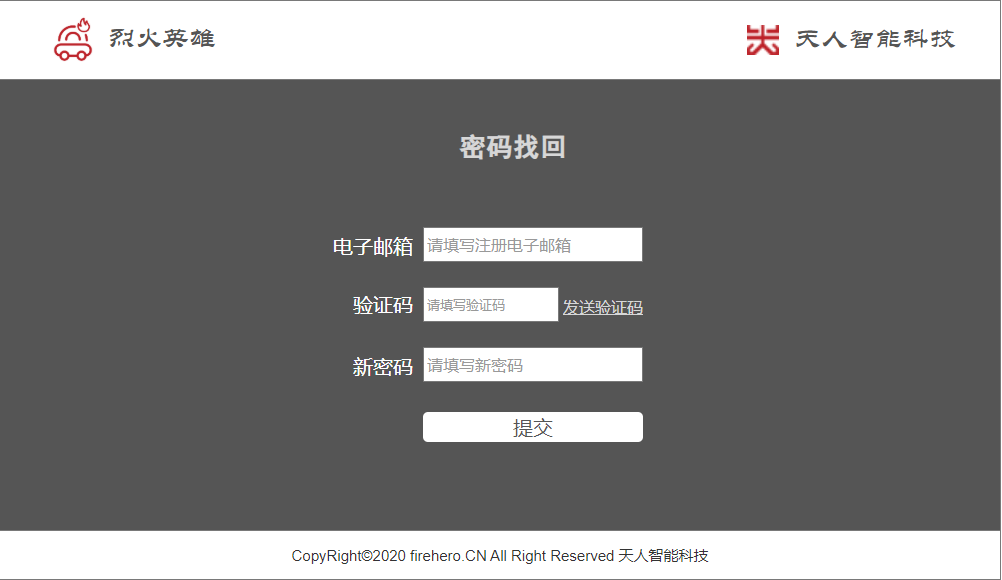 烈火英雄
天人智能科技
密码找回
电子邮箱 请填写注册电子邮箱
验证码 请填写验证码 发送验证码
新密码 请填写新密码
提交
CopyRight©2020 firehero.CN All Right Reserved 天人智能科技